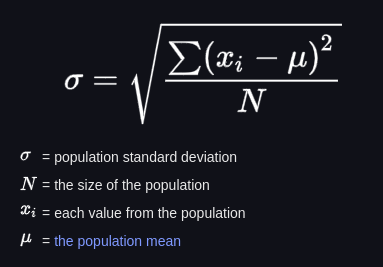 σ = √(∑(xᵢ − μ)² / N)
σ = population standard deviation
N = the size of the population
xᵢ = each value from the population
μ = the population mean